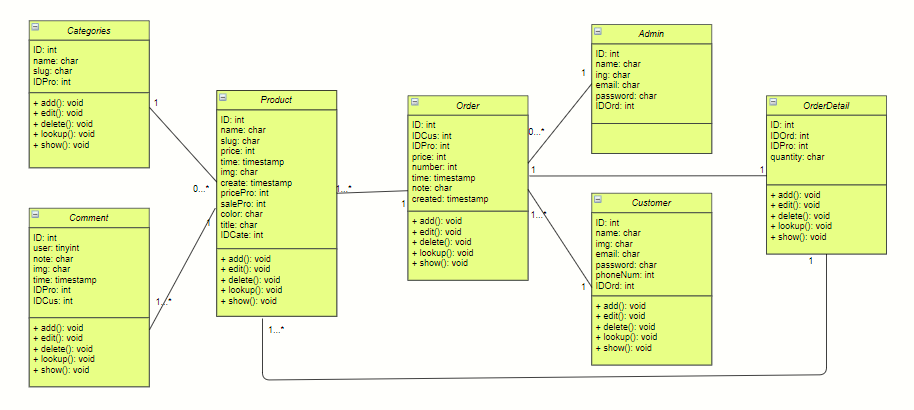 Categories
ID: int
name: char
slug: char
IDPro: int
+ add(): void
+ edit(): void
+ delete(): void
+ lookup(): void
+ show(): void
1
0...*
Comment
ID: int
user: tinyint
note: char
img: char
time: timestamp
IDPro: int
IDCus: int
+ add(): void
+ edit(): void
+ delete(): void
+ lookup(): void
+ show(): void
1
1...*
Product
ID: int
name: char
slug: char
price: int
time: timestamp
img: char
create: timestamp
pricePro: int
salePro: int
color: char
title: char
IDCate: int
+ add(): void
+ edit(): void
+ delete(): void
+ lookup(): void
+ show(): void
1...*
1
1...*
Order
ID: int
IDCus: int
IDPro: int
price: int
number: int
time: timestamp
note: char
created: timestamp
+ add(): void
+ edit(): void
+ delete(): void
+ lookup(): void
+ show(): void
0...*
1
1
1...*
1
Admin
ID: int
name: char
ing: char
email: char
password: char
IDOrd: int
Customer
ID: int
name: char
img: char
email: char
password: char
phoneNum: int
IDOrd: int
+ add(): void
+ edit(): void
+ delete(): void
+ lookup(): void
+ show(): void
1
OrderDetail
ID: int
IDOrd: int
IDPro: int
quantity: char
+ add(): void
+ edit(): void
+ delete(): void
+ lookup(): void
+ show(): void
1